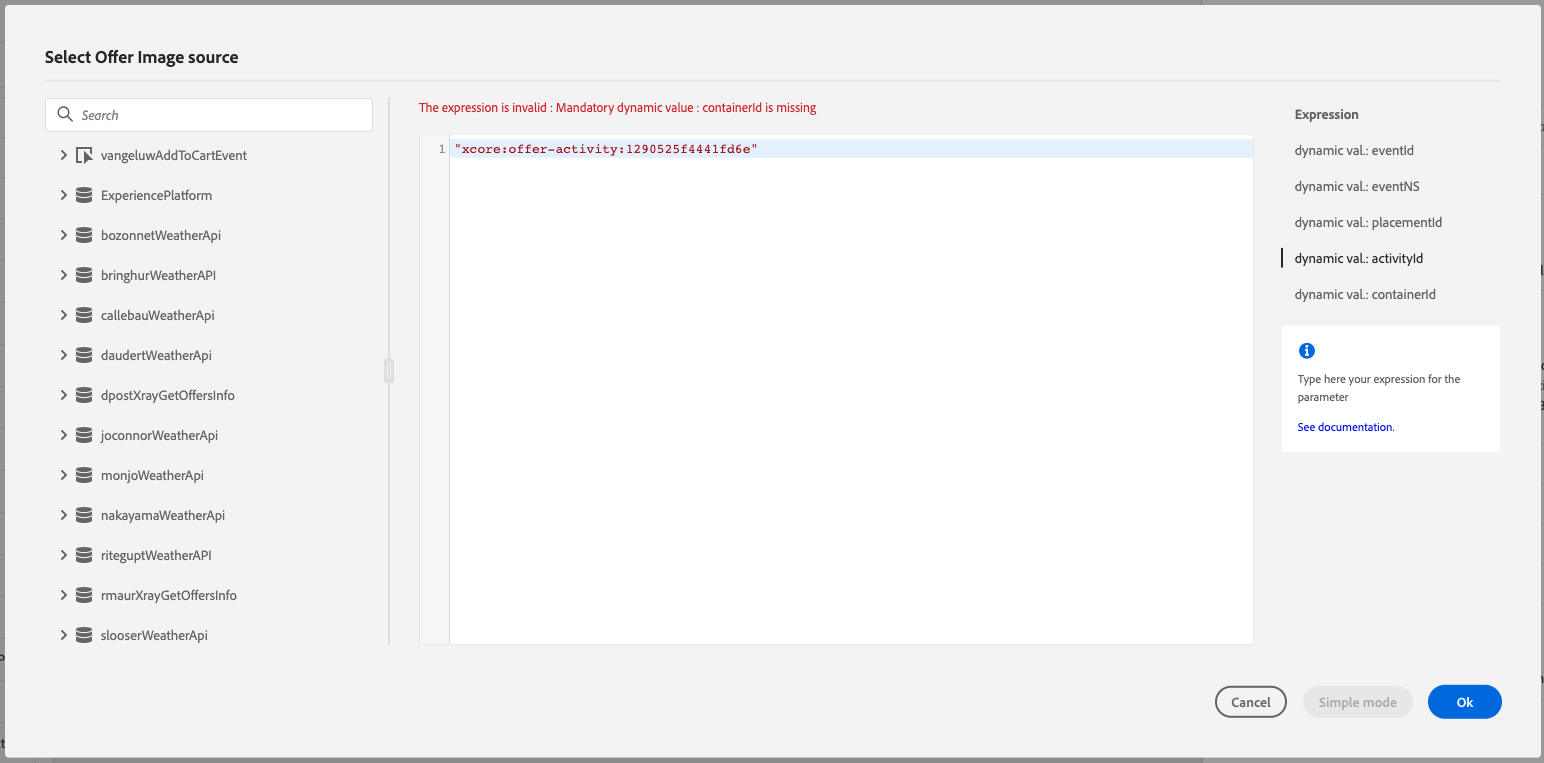 Select Offer Image source
Search
vangeluwAddToCartEvent
ExperiencePlatform
bozonnetWeatherApi
bringhurWeatherAPI
callebauWeatherApi
daudertWeatherApi
dpostXrayGetOffersInfo
joconnorWeatherApi
monjoWeatherApi
nakayamaWeatherApi
riteguptWeatherAPI
rmaurXrayGetOffersInfo
slooserWeatherApi
The expression is invalid : Mandatory dynamic value : containerId is missing
1 "xcore:offer-activity:1290525f4441fd6e"
Expression
dynamic val.: eventId
dynamic val.: eventNS
dynamic val.: placementId
dynamic val.: activityId
dynamic val.: containerId
Type here your expression for the
parameter
See documentation.
Cancel
Simple mode
Ok